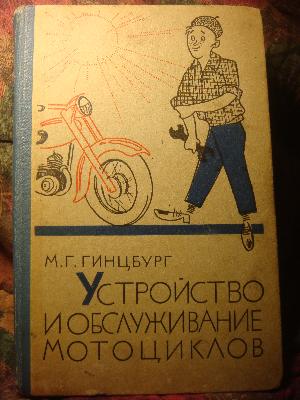 М. Г. ГИНЦБУРГ
УСТРОЙСТВО
И ОБСЛУЖИВАНИЕ
МОТОЦИКЛОВ